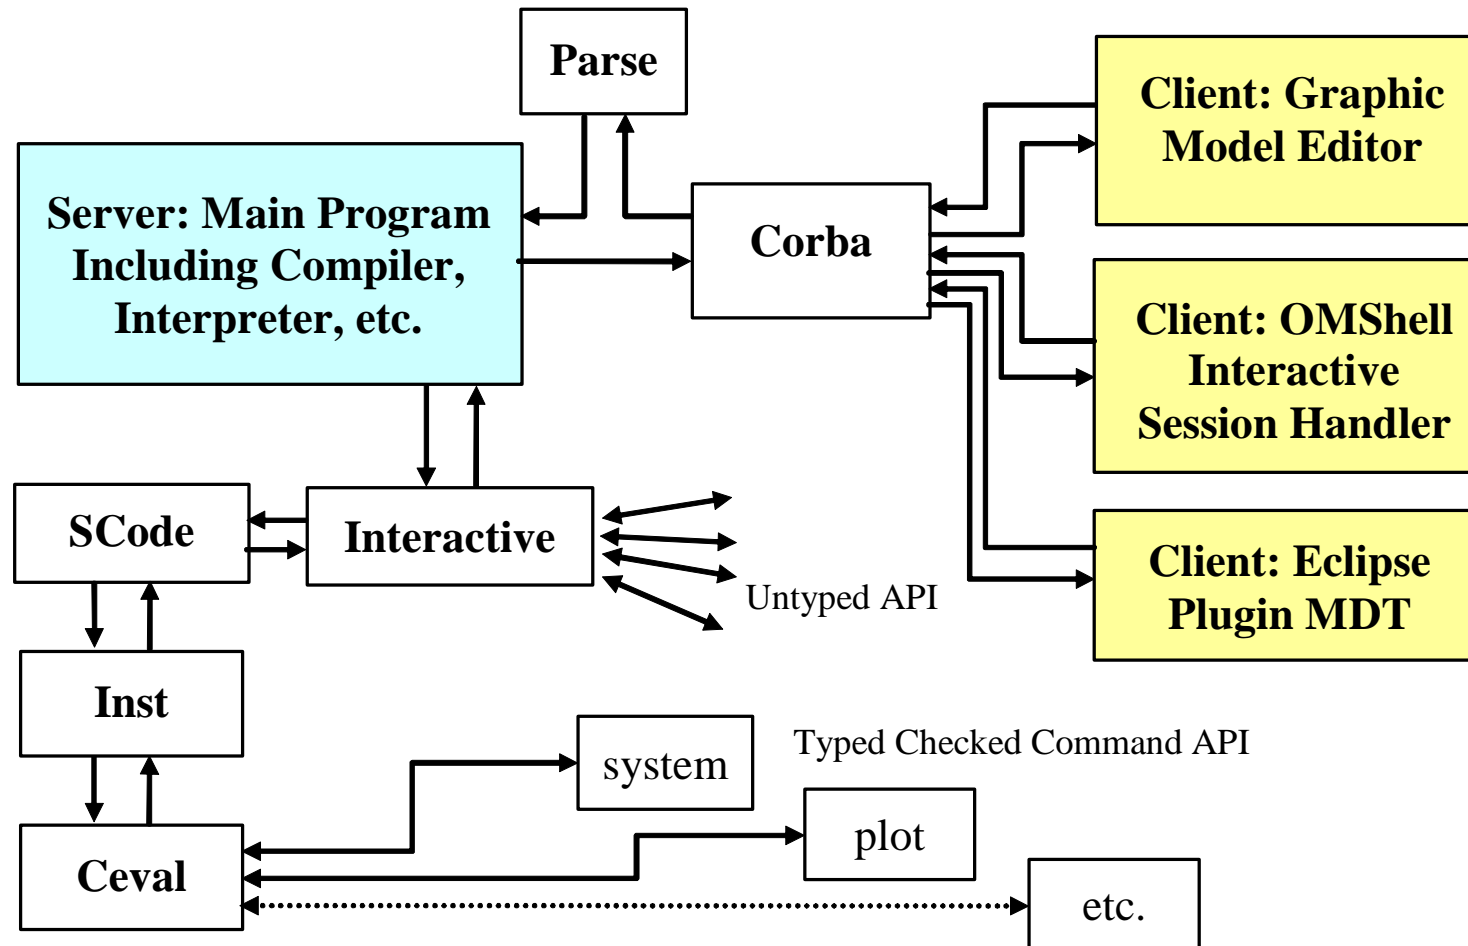 Parse
Client: Graphic
Model Editor
Server: Main Program
Including Compiler,
Interpreter, etc.
Corba
Client: OMShell
Interactive
Session Handler
SCode
Interactive
Untyped API
Client: Eclipse
Plugin MDT
Inst
system
Typed Checked Command API
plot
Ceval
etc.